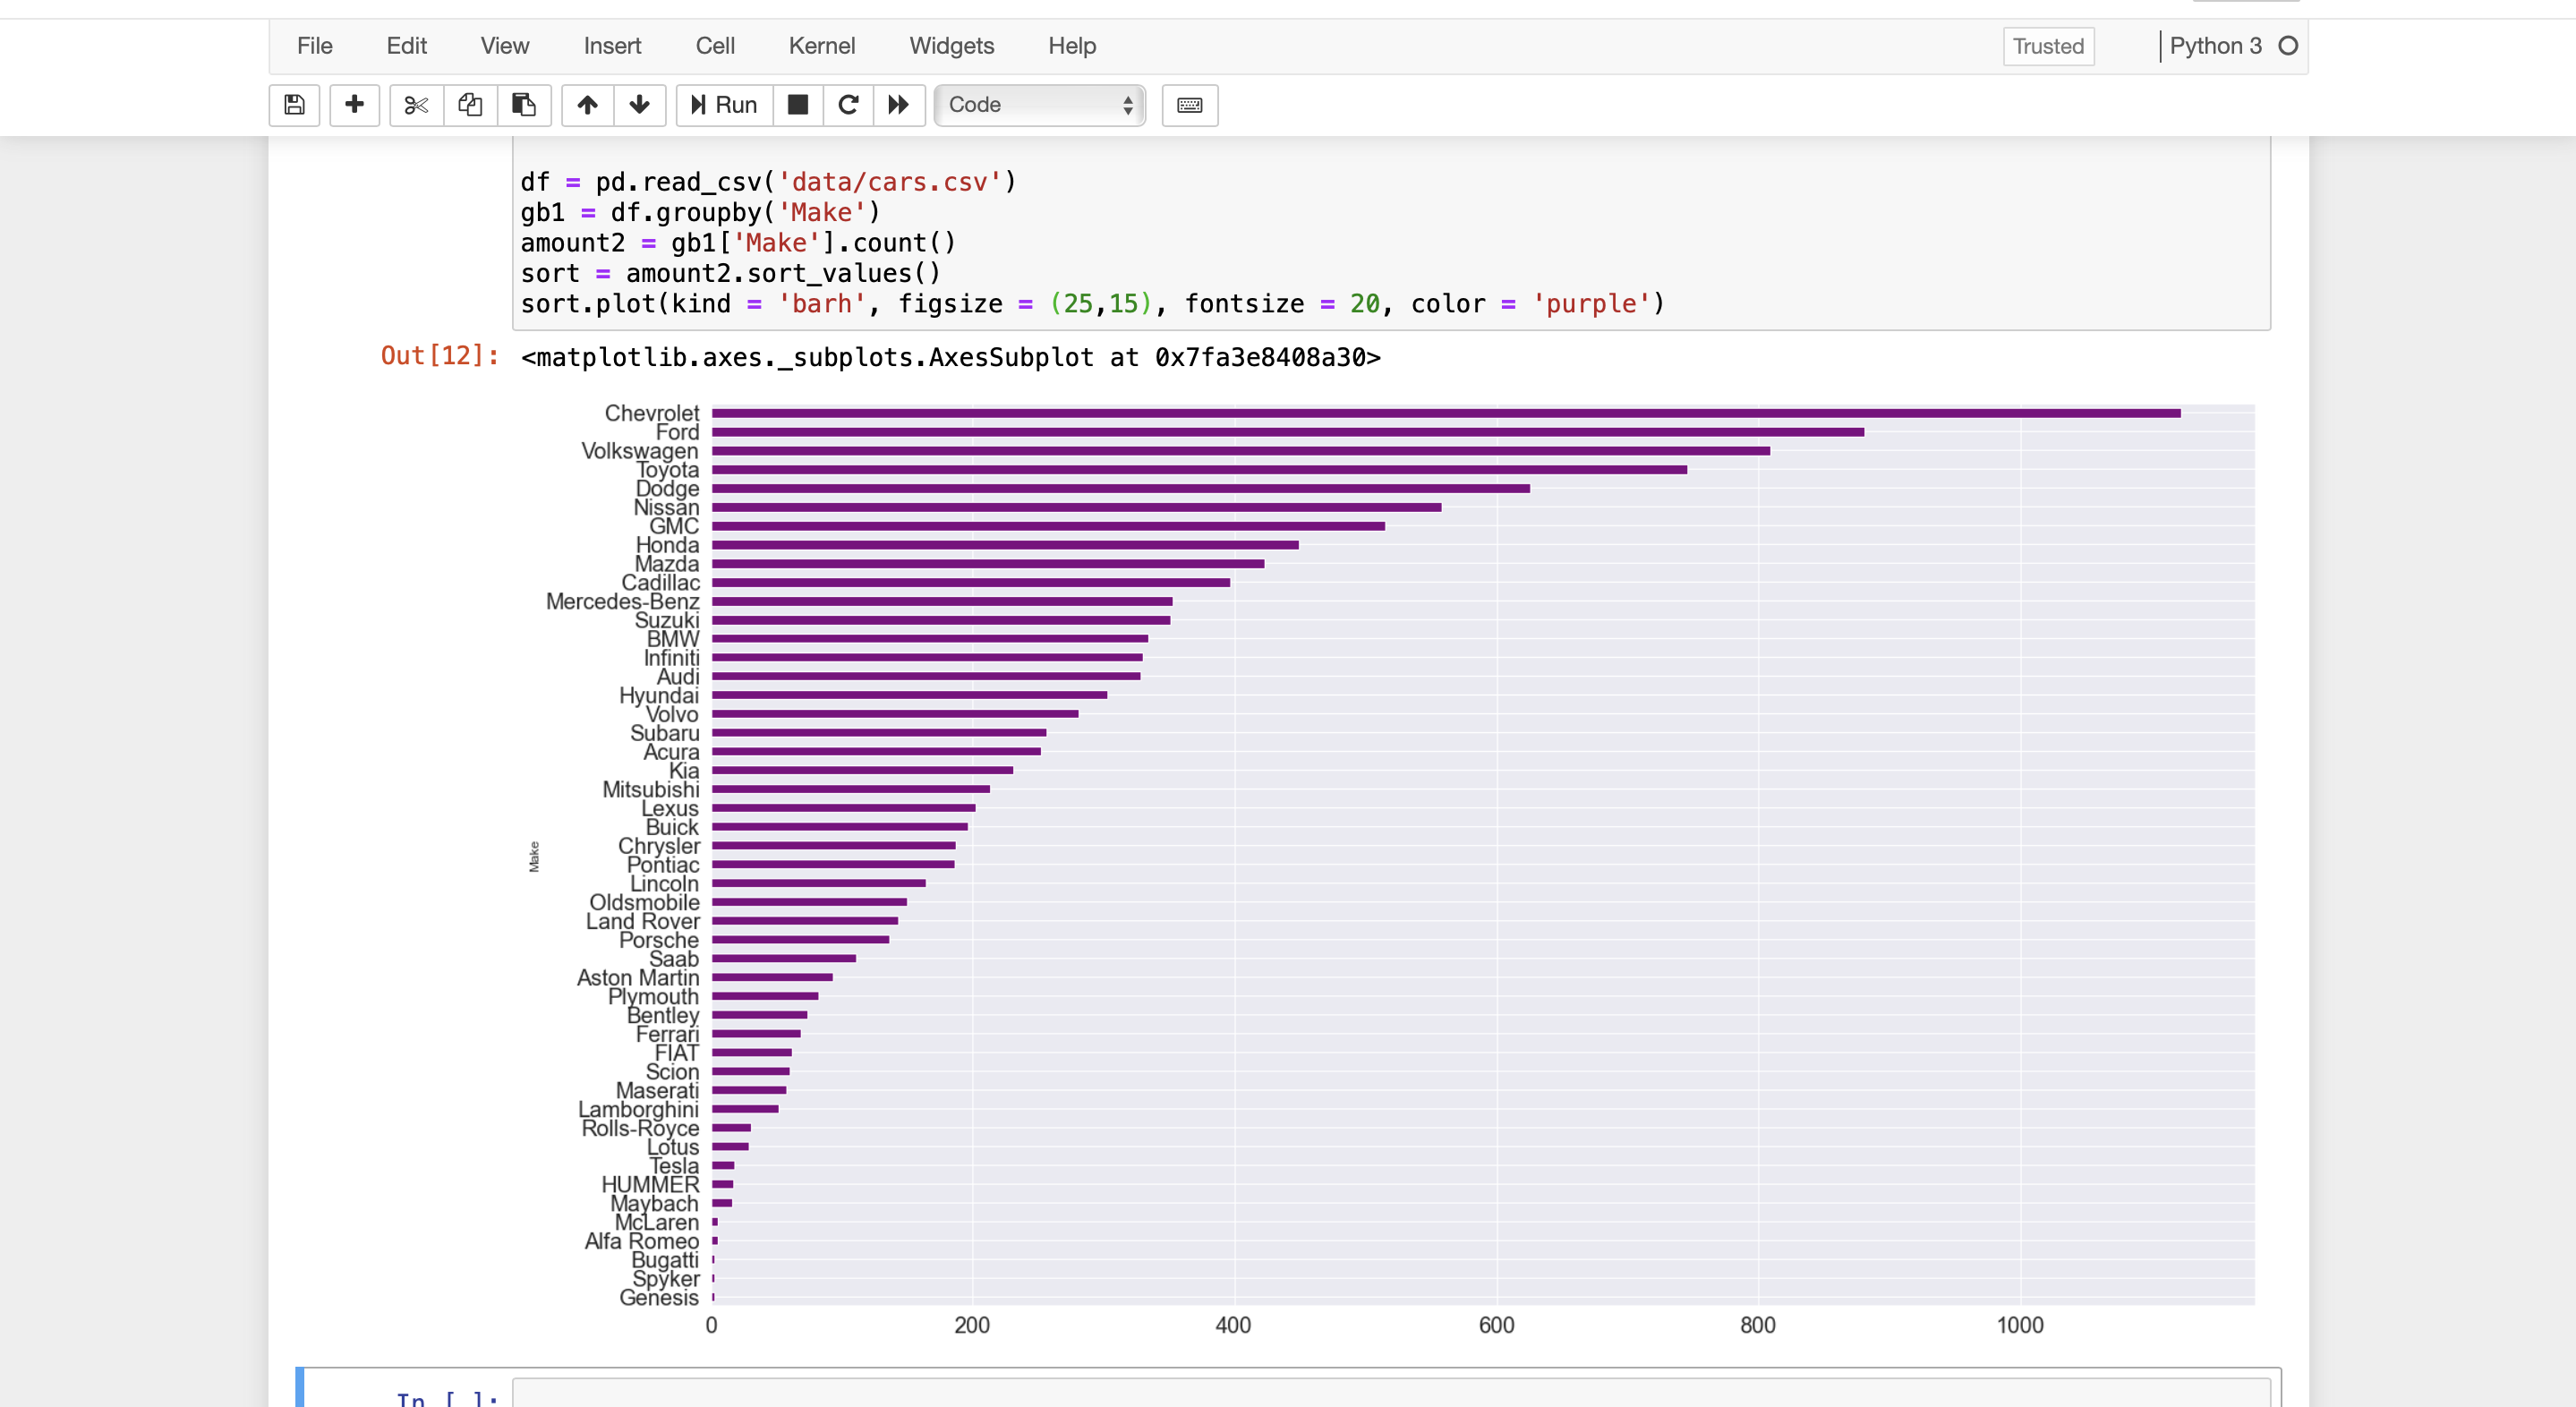 File Edit View Insert Cell Kernel Widgets Help Trusted Python 3
Run Code
df = pd.read_csv('data/cars.csv')
gb1 = df.groupby('Make')
amount2 = gb1['Make'].count()
sort = amount2.sort_values()
sort.plot(kind = 'barh', figsize = (25,15), fontsize = 20, color = 'purple')
Out[12]: <matplotlib.axes._subplots.AxesSubplot at 0x7fa3e8408a30>
Chevrolet
Ford
Volkswagen
Toyota
Dodge
Nissan
GMC
Honda
Mazda
Cadillac
Mercedes-Benz
Suzuki
BMW
Infiniti
Audi
Hyundai
Volvo
Subaru
Acura
Kia
Mitsubishi
Lexus
Buick
Chrysler
Make
Pontiac
Lincoln
Oldsmobile
Land Rover
Porsche
Saab
Aston Martin
Plymouth
Bentley
Ferrari
FIAT
Scion
Maserati
Lamborghini
Rolls-Royce
Lotus
Tesla
HUMMER
Maybach
McLaren
Alfa Romeo
Bugatti
Spyker
Genesis
0 200 400 600 800 1000
In [ ]: